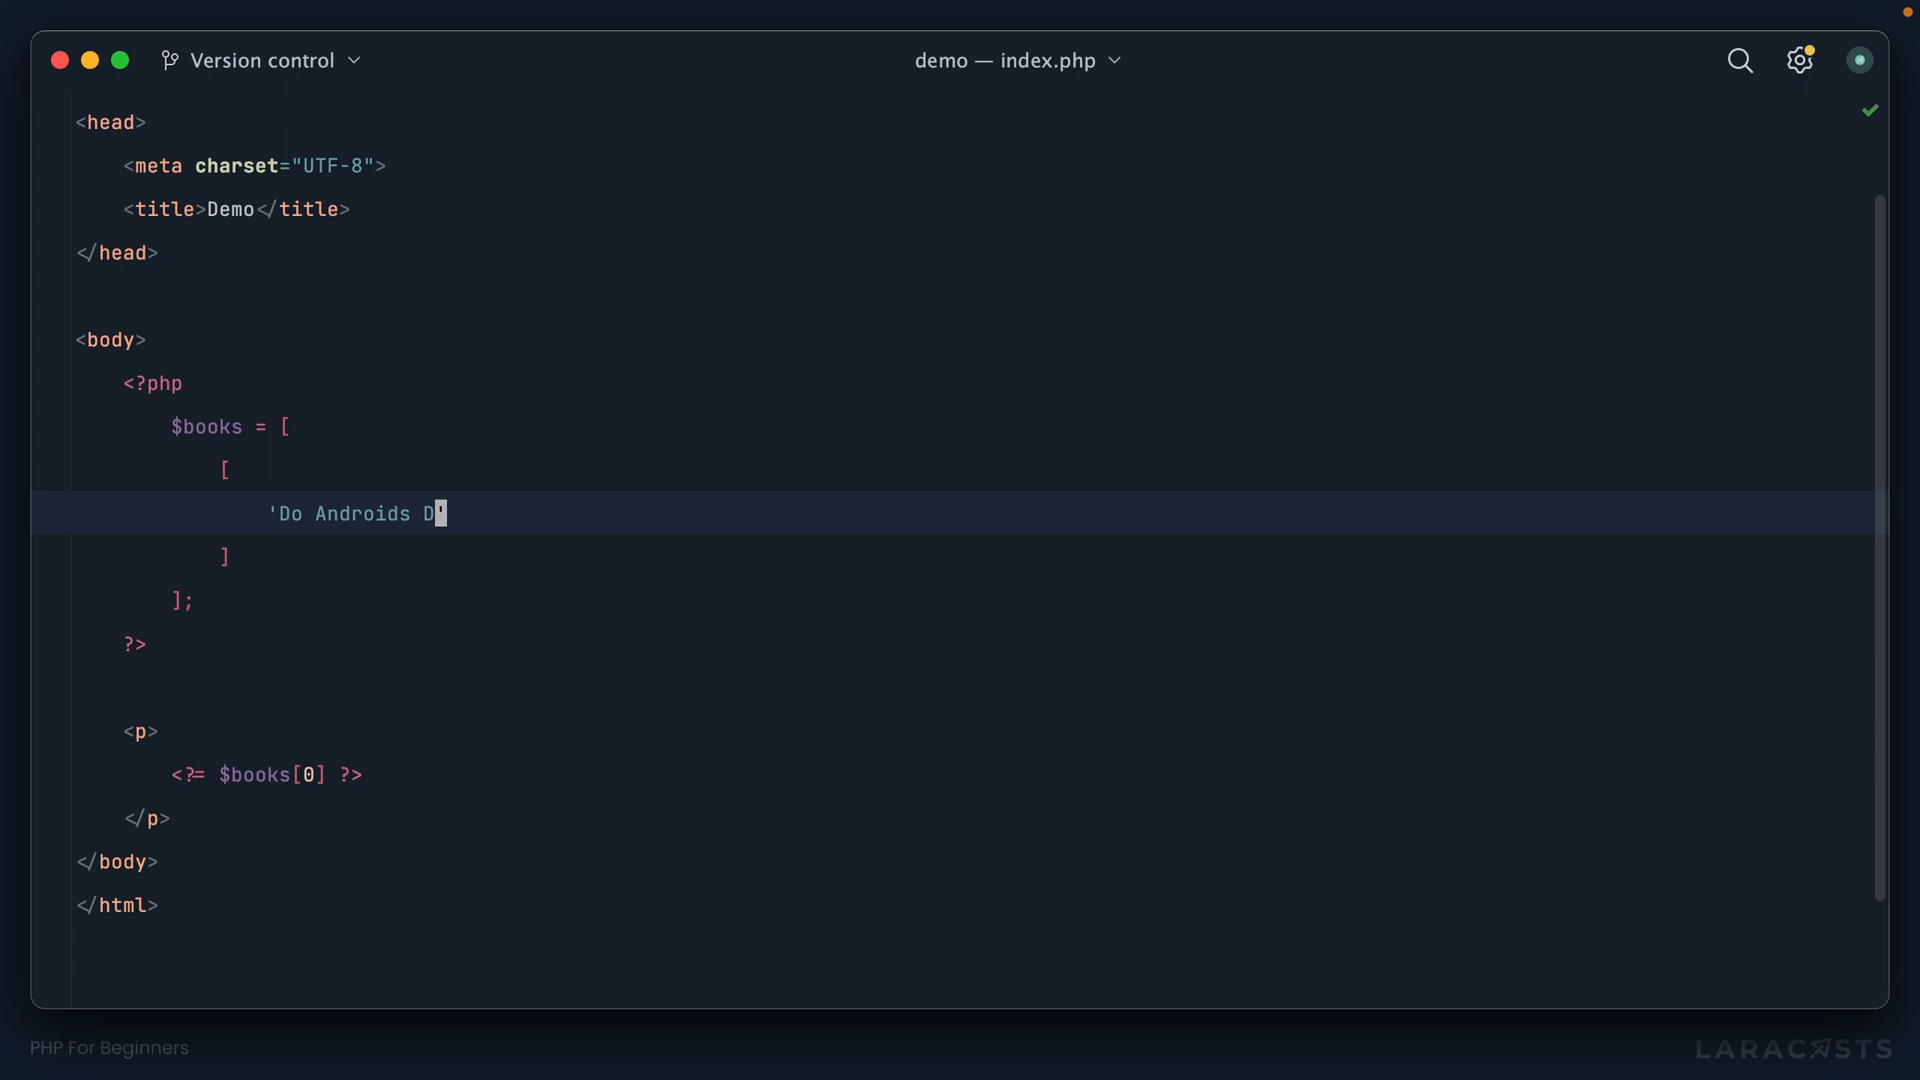 Version control
demo — index.php
<head>
<meta charset="UTF-8">
<title>Demo</title>
</head>
<body>
<?php
$books = [
[
'Do Androids D'
]
];
?>
<p>
<?= $books[0] ?>
</p>
</body>
</html>
PHP For Beginners
LARACASTS